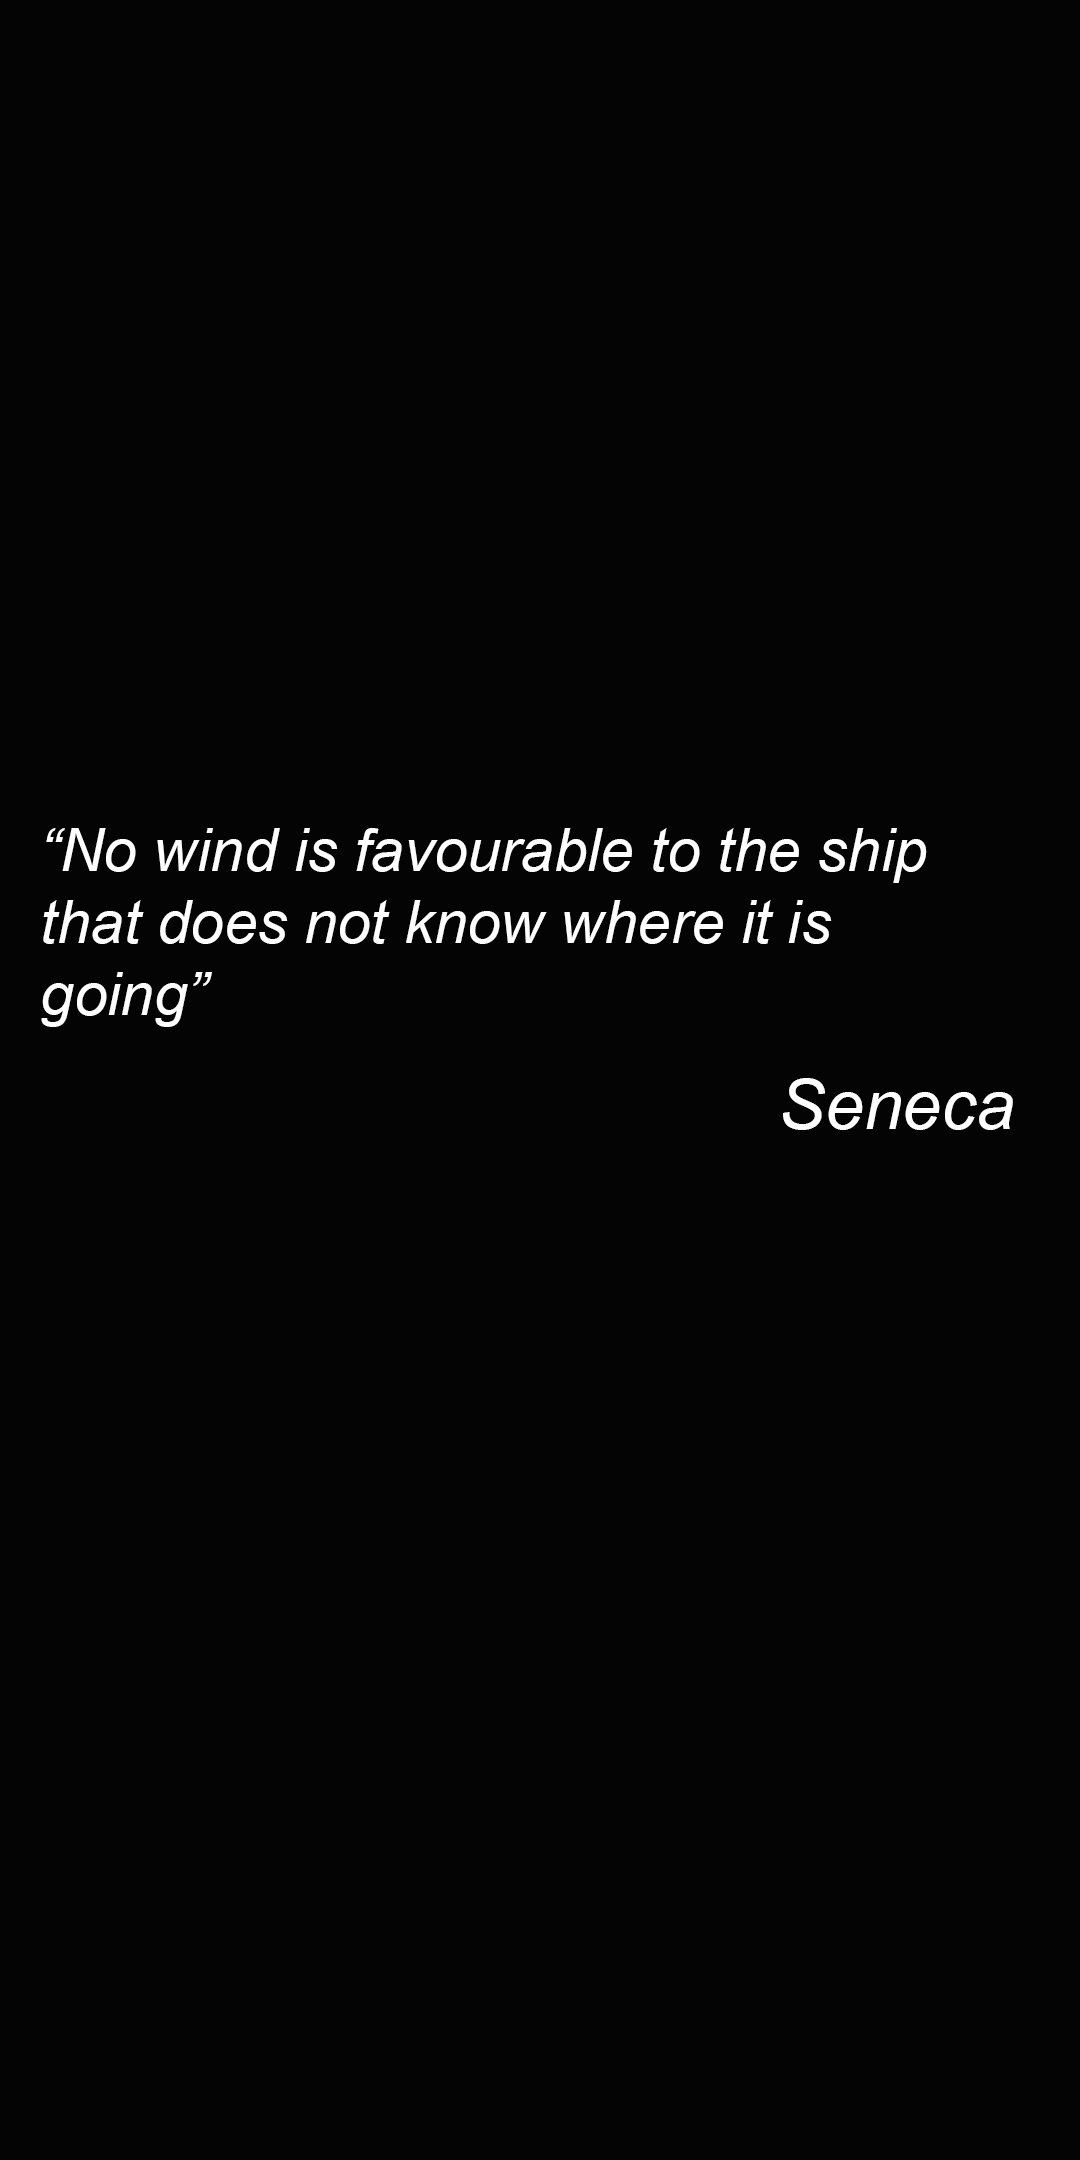 “No wind is favourable to the ship
that does not know where it is
going”
Seneca